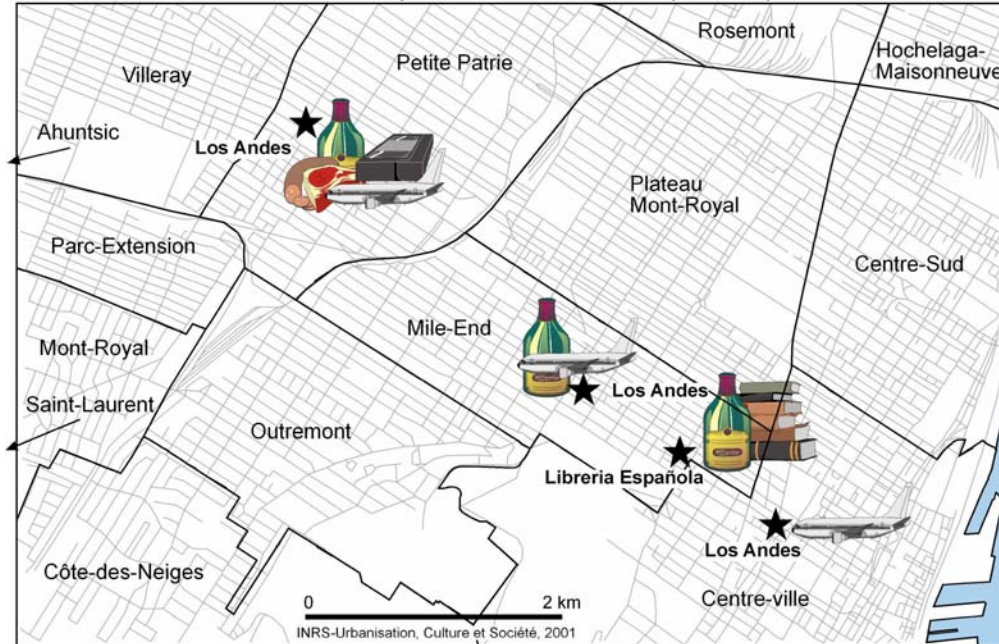 Rosemont
Hochelaga-
Maisonneuve
Villeray
Petite Patrie
Ahuntsic
Los Andes
Plateau
Mont-Royal
Parc-Extension
Centre-Sud
Mile-End
Mont-Royal
Los Andes
Saint-Laurent
Outremont
Libreria Española
Los Andes
Côte-des-Neiges
Centre-ville
0 2 km
INRS-Urbanisation, Culture et Société, 2001